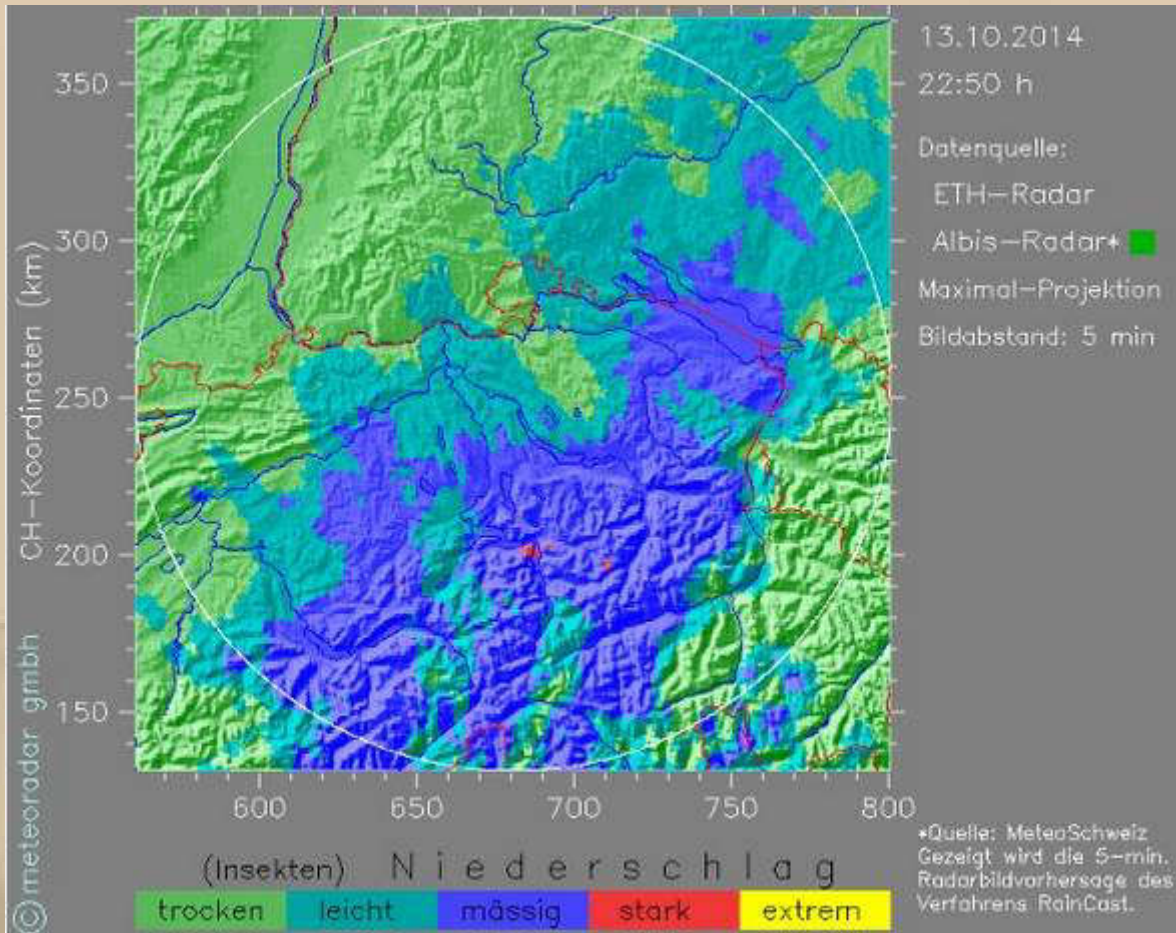 13.10.2014
22:50 h
Datenquelle:
ETH-Radar
Albis-Radar*
Maximal-Projektion
Bildabstand: 5 min
*Quelle: MeteoSchweiz
Gezeigt wird die 5-min.
Radarbildvorhersage des
Verfahrens RainCast.
©meteoradar gmbh CH-Koordinaten (km)
350
300
250
200
150
600 650 700 750 800
(Insekten) Niederschlag
trocken leicht mässig stark extrem